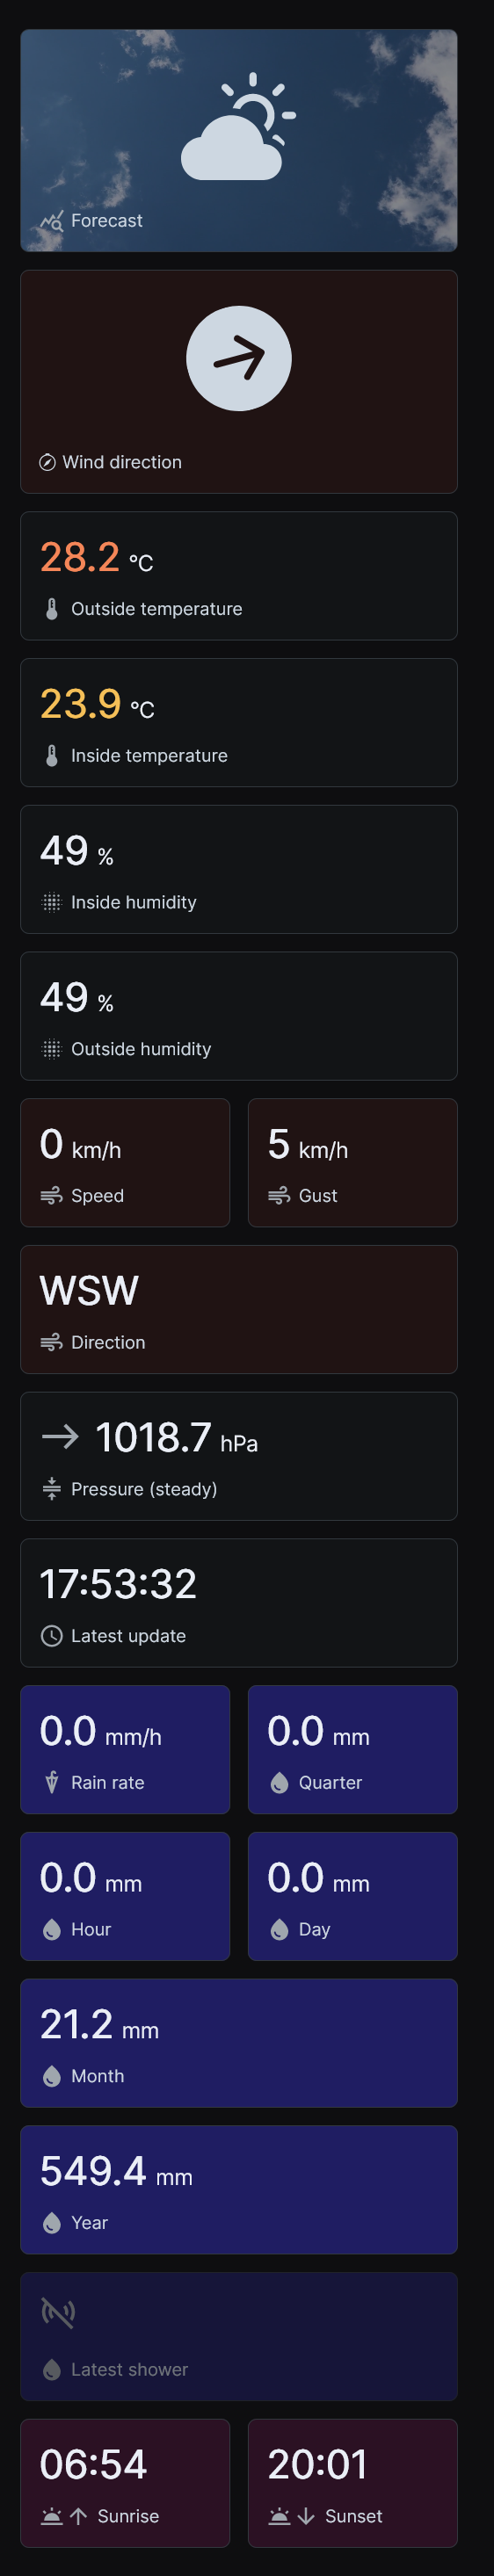 Forecast
Wind direction
28.2 °C
Outside temperature
23.9 °C
Inside temperature
49 %
Inside humidity
49 %
Outside humidity
0 km/h
Speed
5 km/h
Gust
WSW
Direction
1018.7 hPa
Pressure (steady)
17:53:32
Latest update
0.0 mm/h
Rain rate
0.0 mm
Quarter
0.0 mm
Hour
0.0 mm
Day
21.2 mm
Month
549.4 mm
Year
Latest shower
06:54
Sunrise
20:01
Sunset